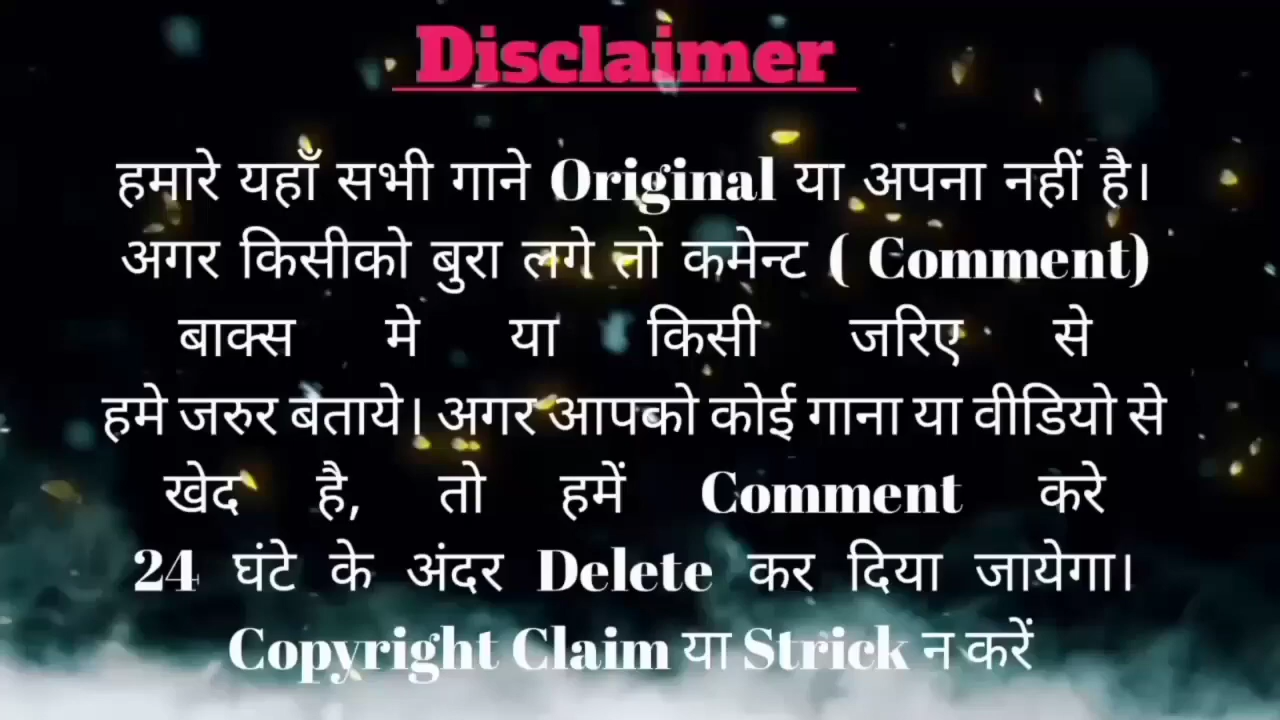 Disclaimer
हमारे यहाँ सभी गाने Original या अपना नहीं है।
अगर किसीको बुरा लगे तो कमेन्ट ( Comment)
बाक्स मे या किसी जरिए से
हमे जरुर बताये। अगर आपको कोई गाना या वीडियो से
खेद है, तो हमें Comment करे
24 घंटे के अंदर Delete कर दिया जायेगा।
Copyright Claim या Strick न करें